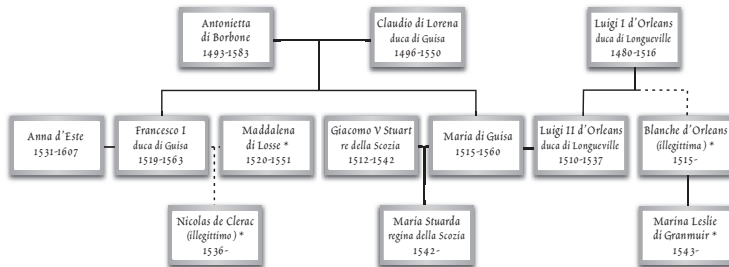 Antonietta
di Borbone
1493-1583
Claudio di Lorena
duca di Guisa
1496-1550
Luigi I d'Orleans
duca di Longueville
1480-1516
Anna d'Este
1531-1607
Francesco I
duca di Guisa
1519-1563
Maddalena
di Losse *
1520-1551
Giacomo V Stuart
re della Scozia
1512-1542
Maria di Guisa
1515-1560
Luigi II d'Orleans
duca di Longueville
1510-1537
Blanche d'Orleans
(illegittima) *
1515-
Nicolas de Clerac
(illegittimo) *
1536-
Maria Stuarda
regina della Scozia
1542-
Marina Leslie
di Granmuir *
1543-